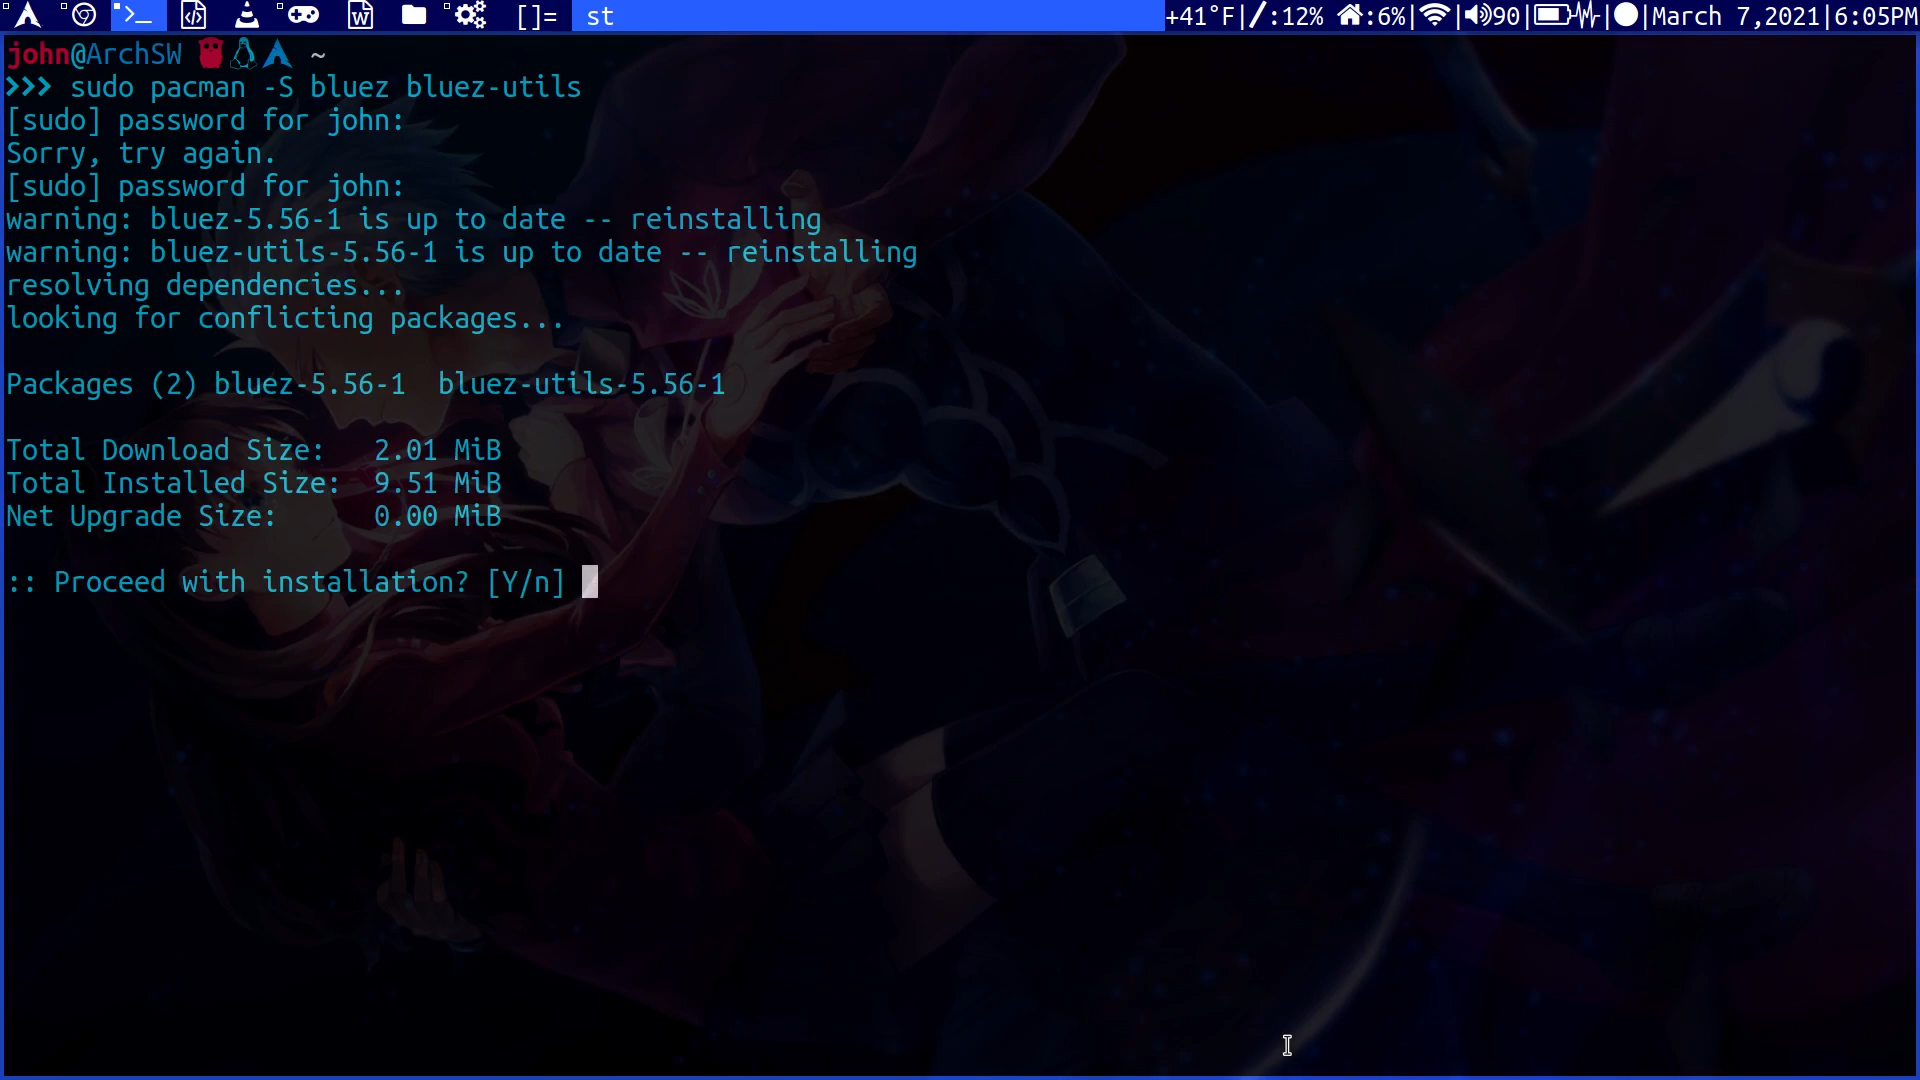 []= st +41°F|/:12% :6%| |90| | |March 7,2021|6:05PM
john@ArchSW ~
>>> sudo pacman -S bluez bluez-utils
[sudo] password for john:
Sorry, try again.
[sudo] password for john:
warning: bluez-5.56-1 is up to date -- reinstalling
warning: bluez-utils-5.56-1 is up to date -- reinstalling
resolving dependencies...
looking for conflicting packages...
Packages (2) bluez-5.56-1  bluez-utils-5.56-1
Total Download Size:   2.01 MiB
Total Installed Size:  9.51 MiB
Net Upgrade Size:      0.00 MiB
:: Proceed with installation? [Y/n]